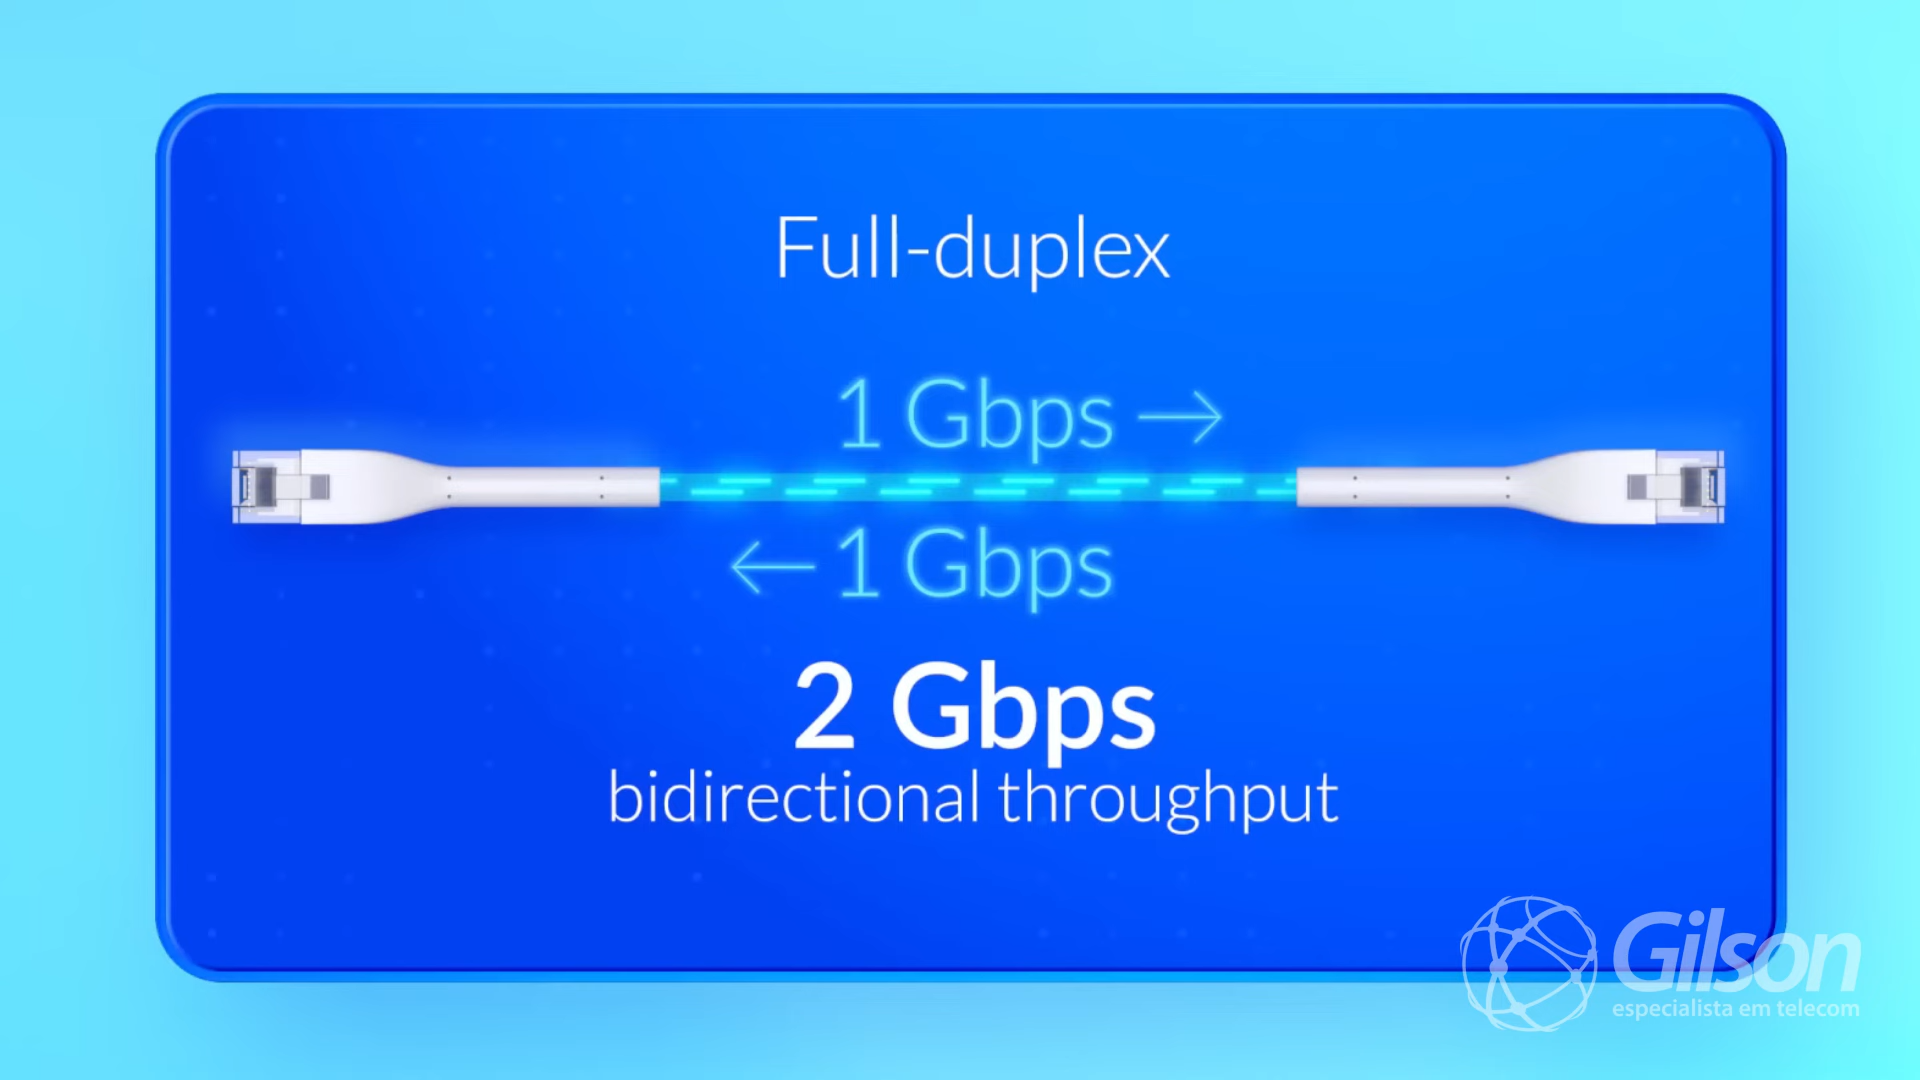 Full-duplex
1 Gbps →
← 1 Gbps
2 Gbps
bidirectional throughput
Gilson
especialista em telecom